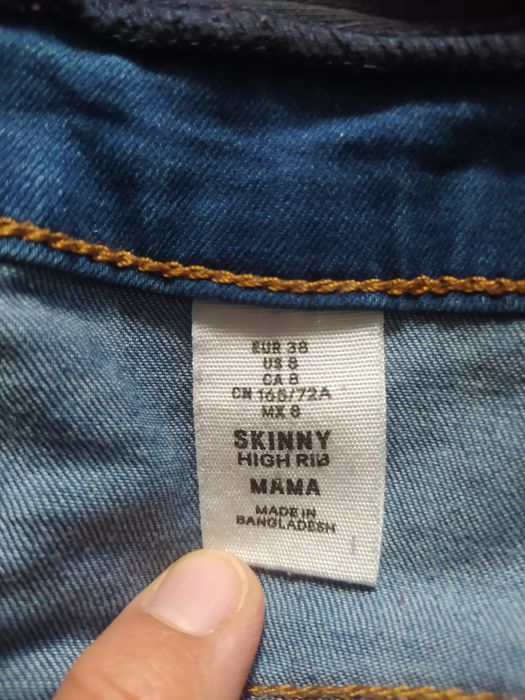 EUR 38
US 8
CA 8
CN 165/72A
MX 8
SKINNY
HIGH RIB
MAMA
MADE IN
BANGLADESH